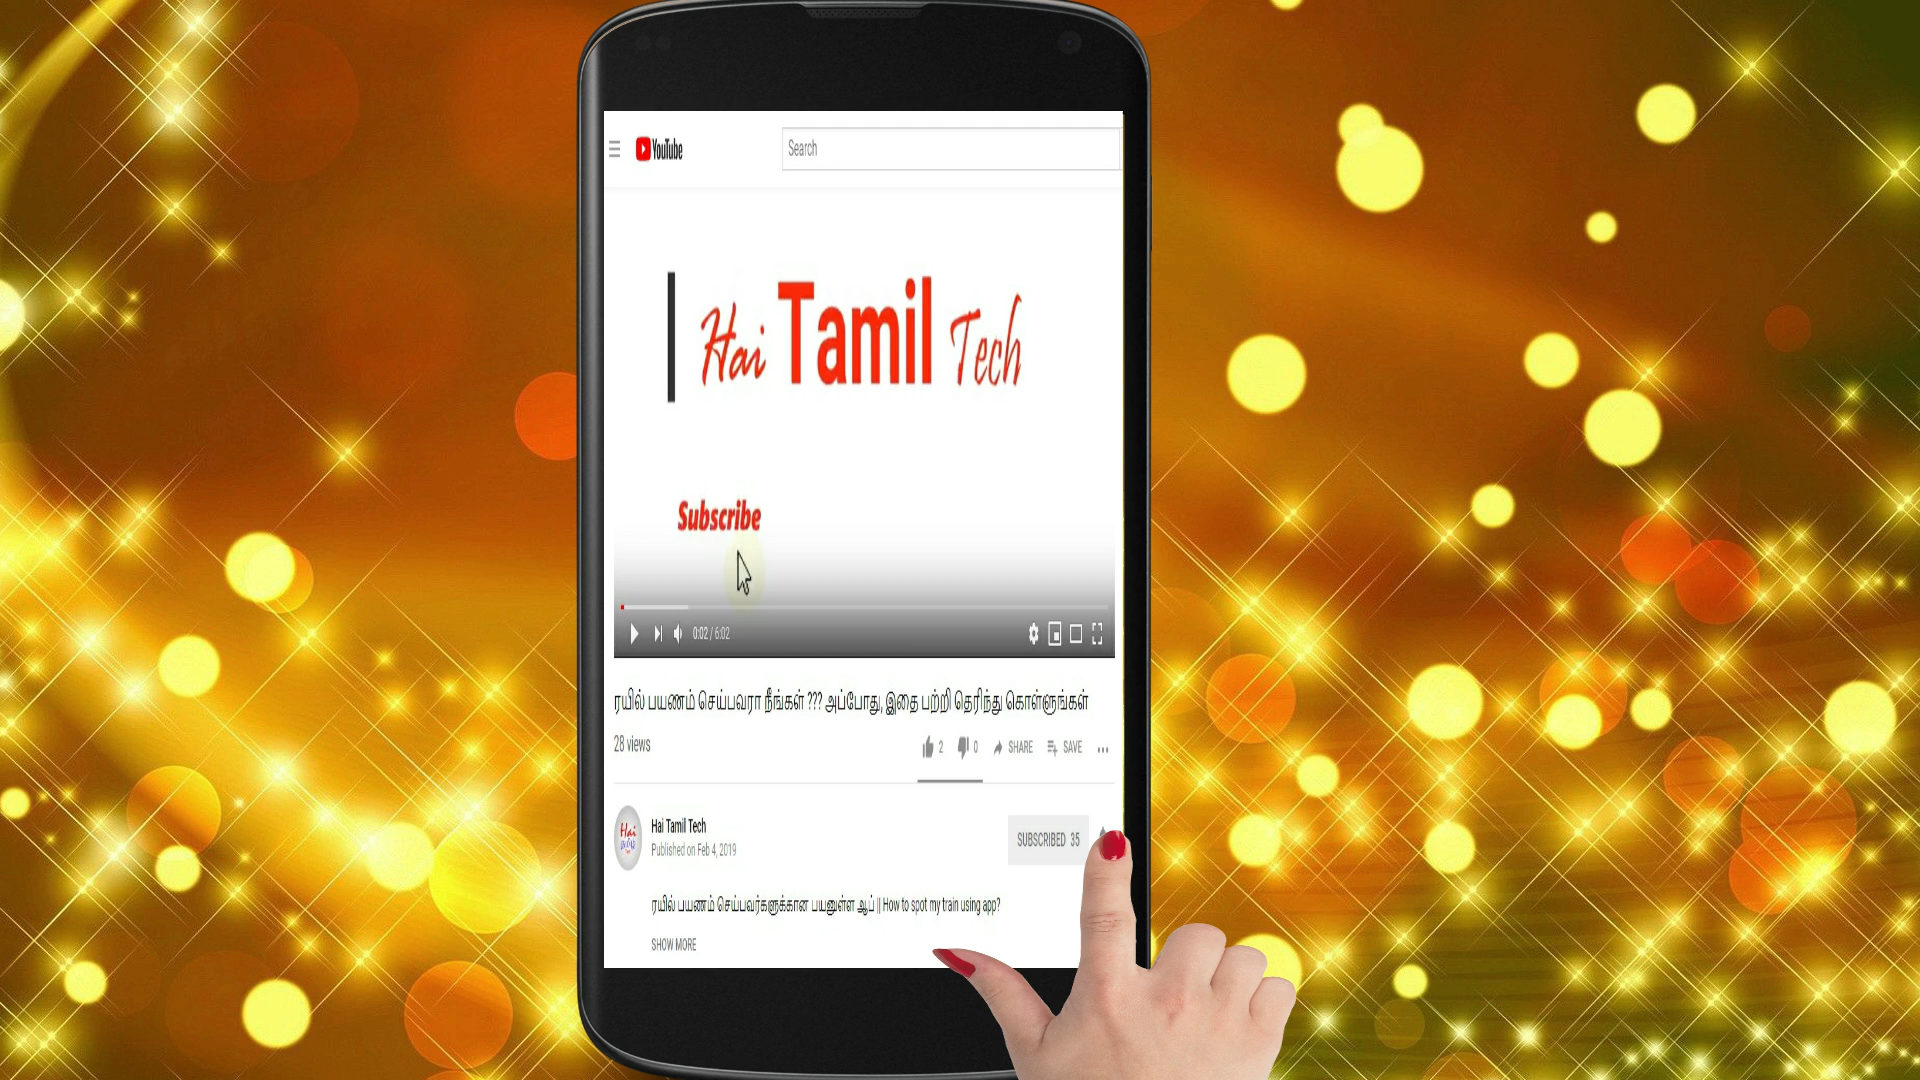 YouTube
Search
Hai Tamil Tech
Subscribe
0:02 / 6:02
ரயில் பயணம் செய்பவரா நீங்கள் ??? அப்போது, இதை பற்றி தெரிந்து கொள்ளுங்கள்
28 views
2 0 SHARE SAVE
Hai
Hai Tamil Tech
Published on Feb 4, 2019
SUBSCRIBED 35
ரயில் பயணம் செய்பவர்களுக்கான பயனுள்ள ஆப் || How to spot my train using app?
SHOW MORE